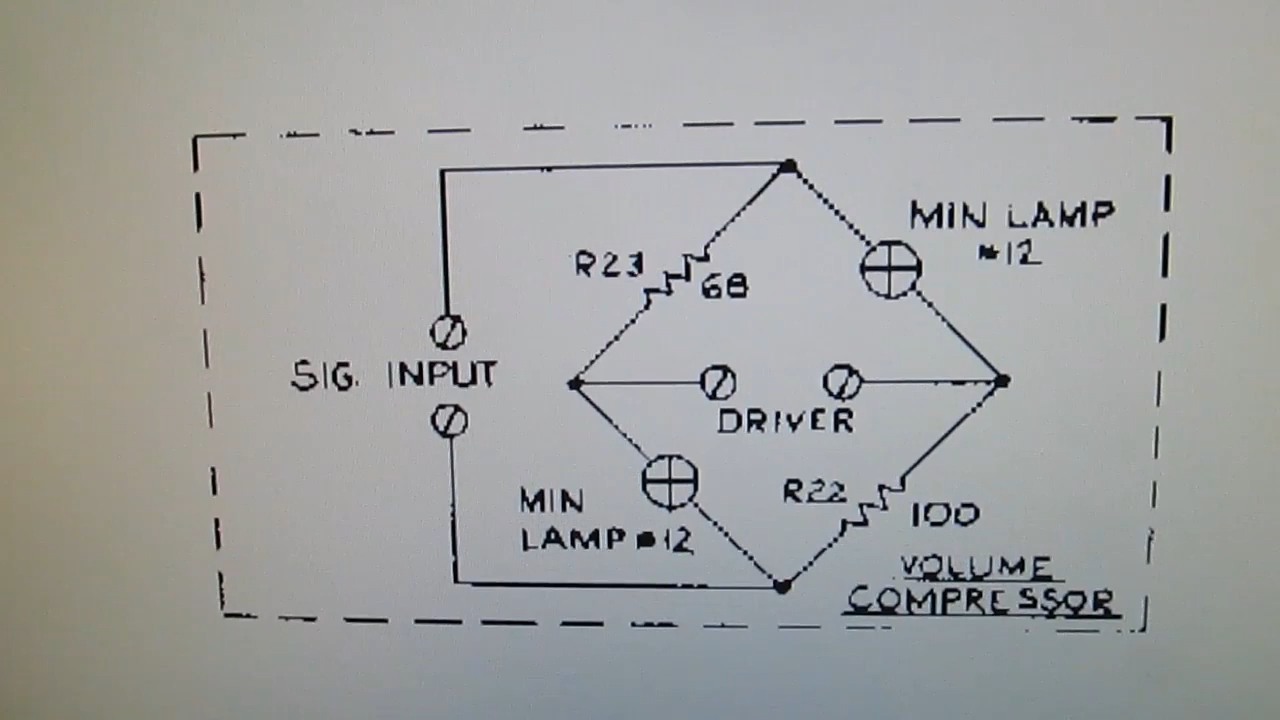 MIN LAMP
#12
R23
68
SIG. INPUT
DRIVER
R22
100
MIN
LAMP #12
VOLUME
COMPRESSOR